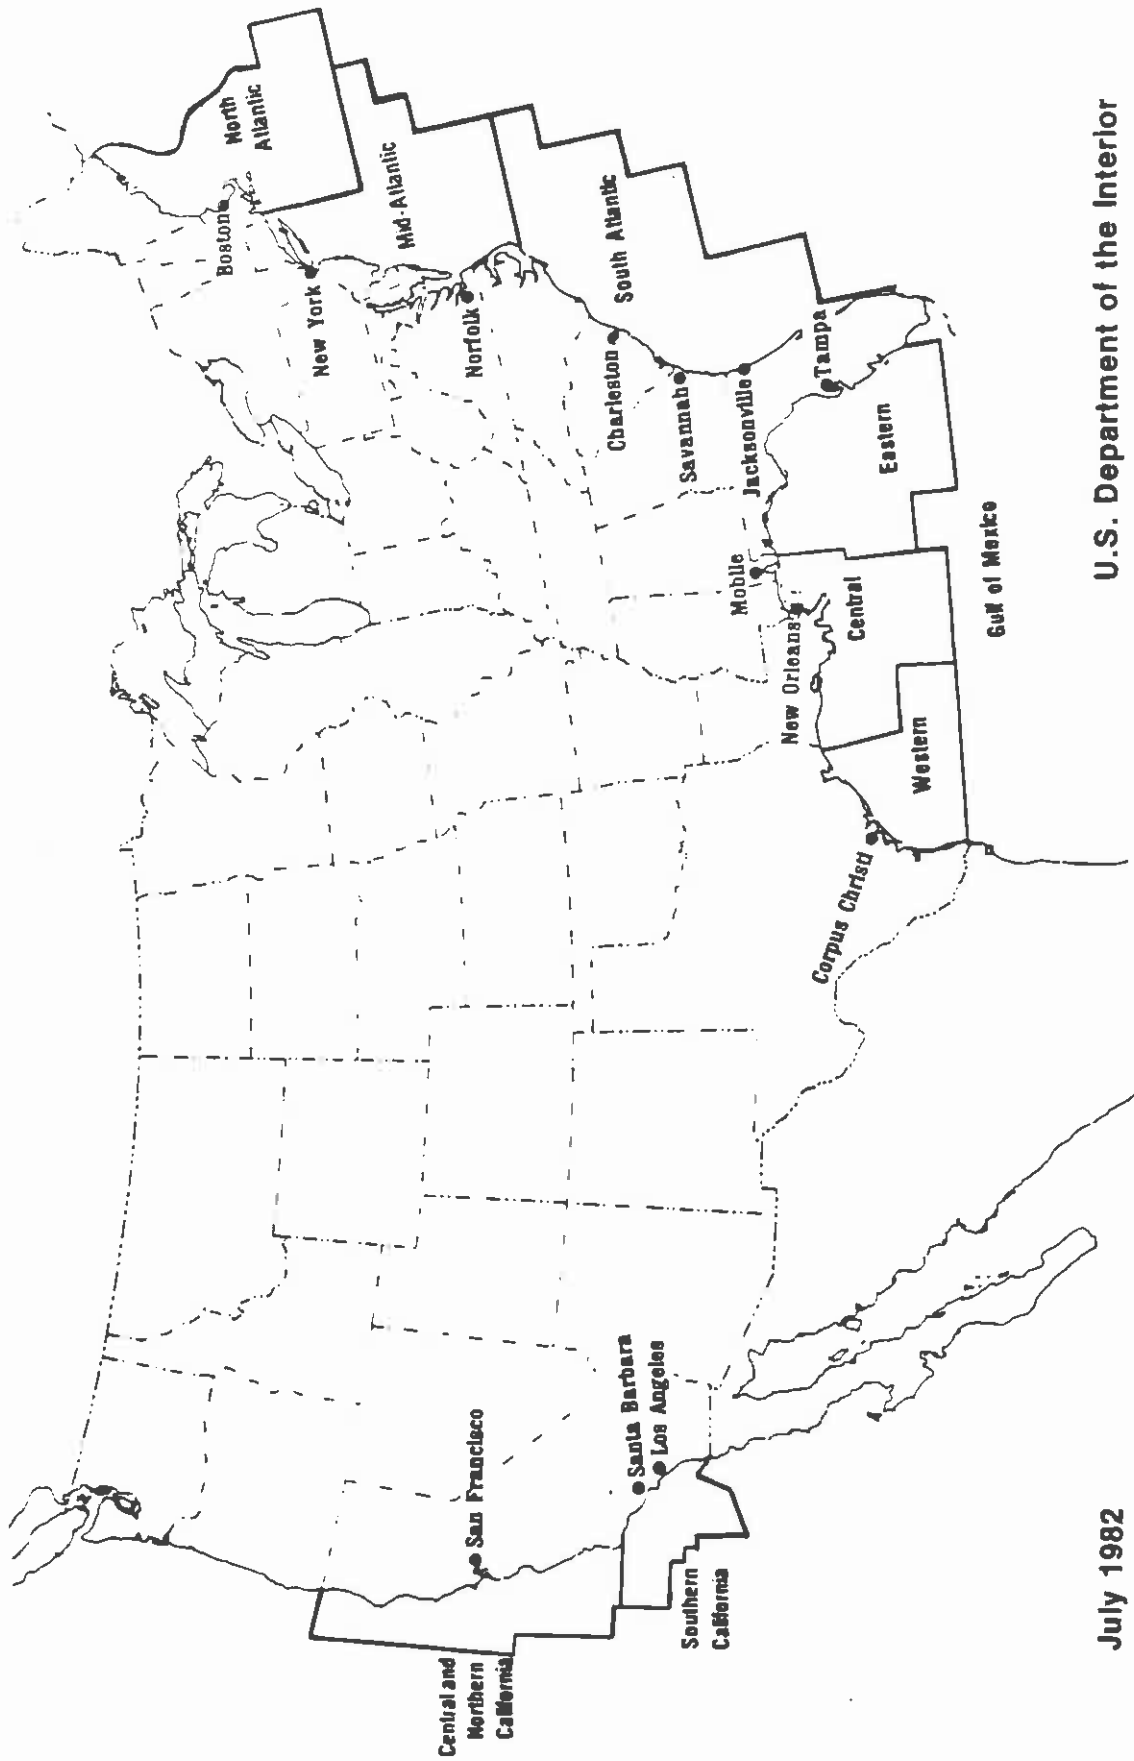 North
Atlantic
Boston
Mid-Atlantic
New York
Norfolk
South Atlantic
Charleston
Savannah
Jacksonville
Tampa
Mobile
New Orleans
Eastern
Central
Western
Gulf of Mexico
Corpus Christi
San Francisco
Santa Barbara
Los Angeles
Central and
Northern
California
Southern
California
July 1982
U.S. Department of the Interior